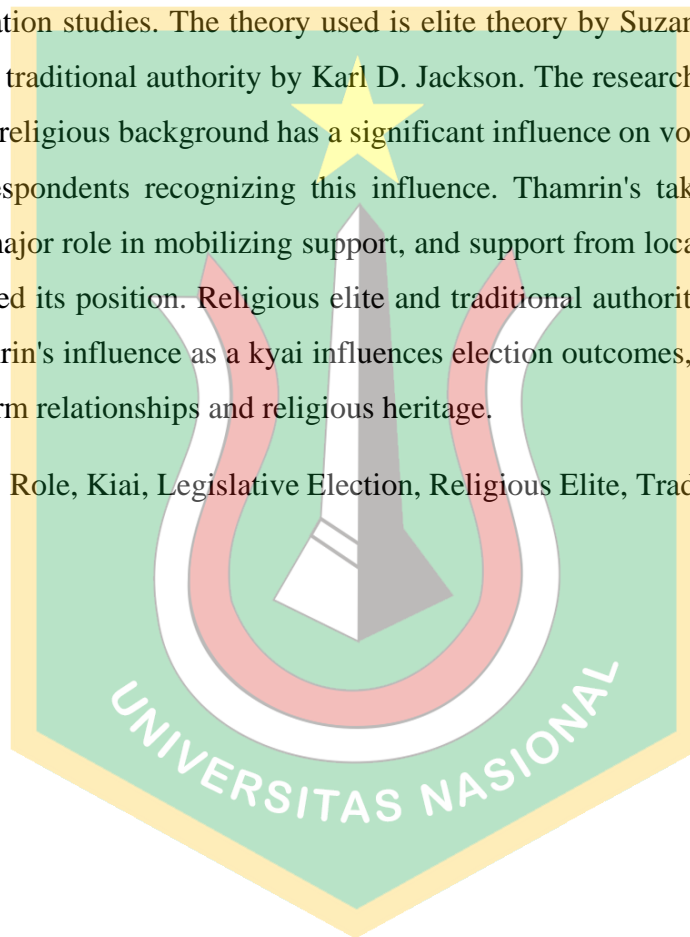 ation studies. The theory used is elite theory by Suzan
traditional authority by Karl D. Jackson. The research
religious background has a significant influence on vo
espondents recognizing this influence. Thamrin's tak
major role in mobilizing support, and support from loca
ed its position. Religious elite and traditional authorit
rin's influence as a kyai influences election outcomes,
rm relationships and religious heritage.
Role, Kiai, Legislative Election, Religious Elite, Trad
UNIVERSITAS NASIONAL